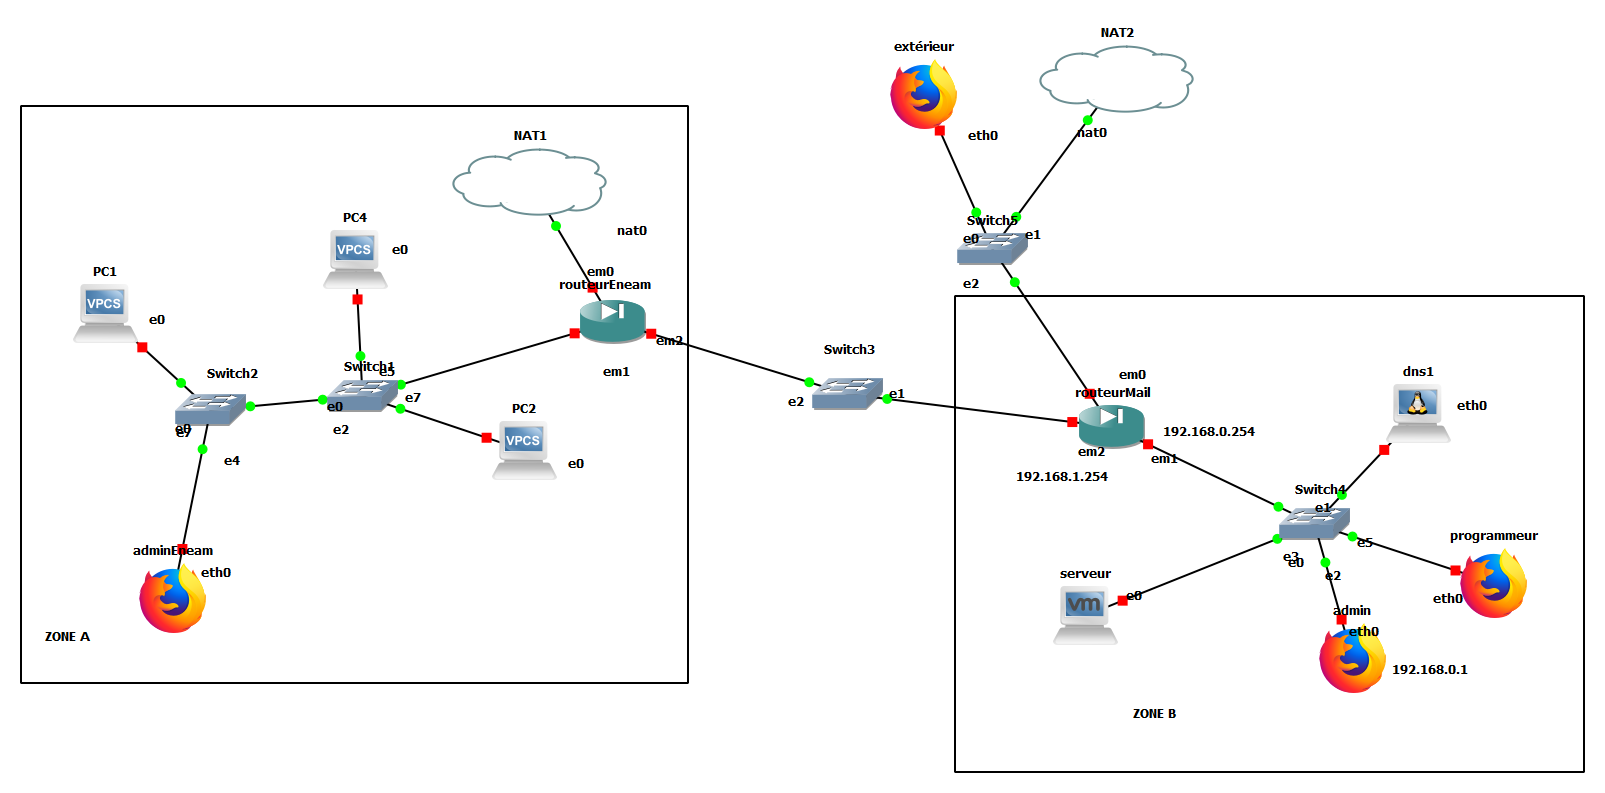 extérieur
NAT2
eth0
nat0
Switch5
e0
e1
e2
NAT1
nat0
em0
routeurEneam
em2
em1
PC4
VPCS
e0
PC1
VPCS
e0
Switch2
e0
e7
e4
Switch1
e5
e0
e7
e2
PC2
VPCS
e0
adminEneam
eth0
ZONE A
Switch3
e2
e1
em0
routeurMail
192.168.0.254
em2
em1
192.168.1.254
dns1
eth0
Switch4
e1
e3
e0
e5
e2
programmeur
eth0
serveur
vm
e0
admin
eth0
192.168.0.1
ZONE B